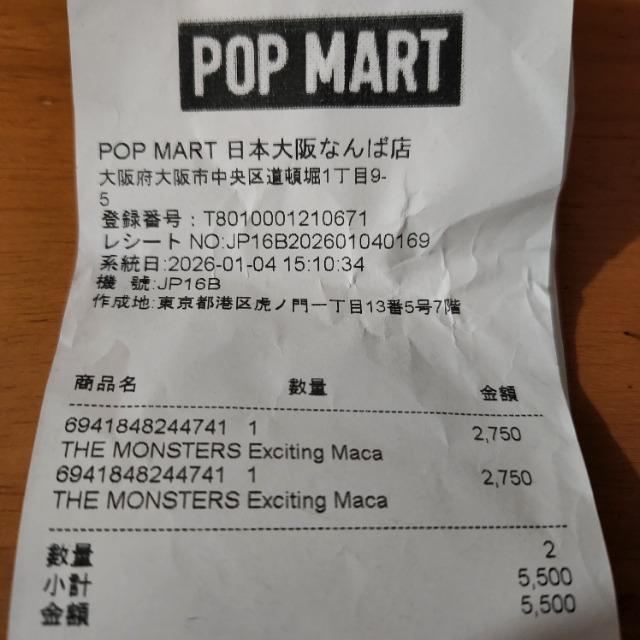 POP MART
POP MART 日本大阪なんば店
大阪府大阪市中央区道頓堀1丁目9-
5
登録番号：T8010001210671
レシート NO:JP16B202601040169
系統日:2026-01-04 15:10:34
機 號:JP16B
作成地:東京都港区虎ノ門一丁目13番5号7階
商品名 數量 金額
6941848244741 1 2,750
THE MONSTERS Exciting Maca
6941848244741 1 2,750
THE MONSTERS Exciting Maca
數量 2
小計 5,500
金額 5,500